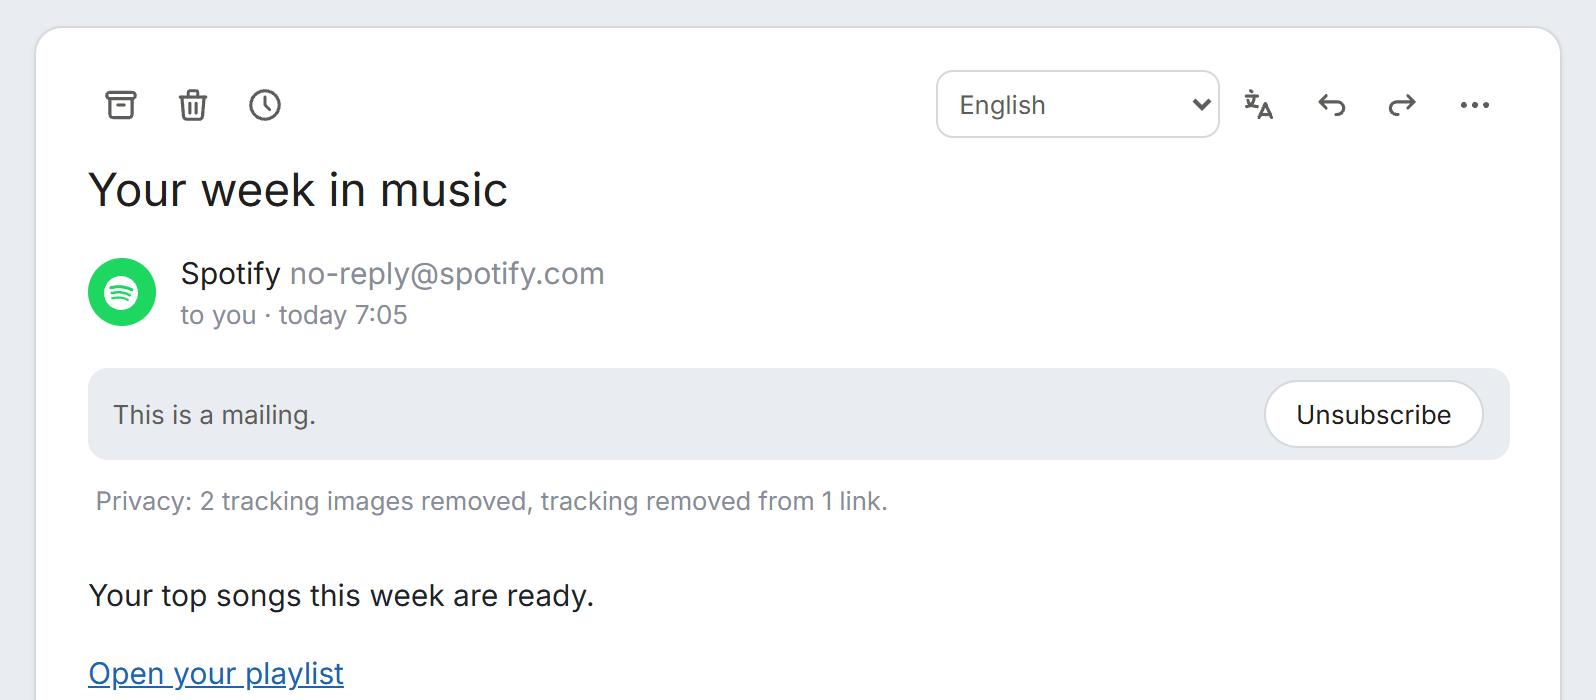 English
Your week in music
Spotify no-reply@spotify.com
to you · today 7:05
This is a mailing.
Unsubscribe
Privacy: 2 tracking images removed, tracking removed from 1 link.
Your top songs this week are ready.
Open your playlist